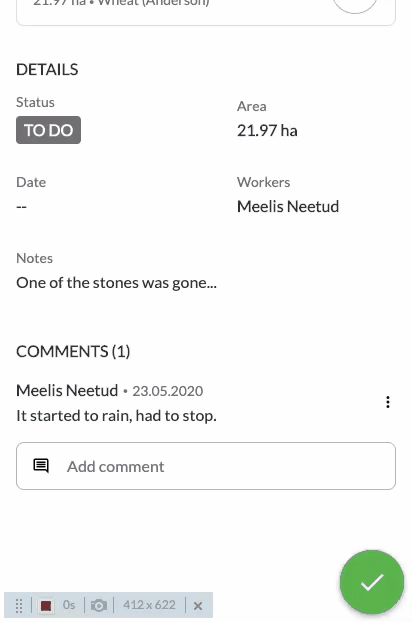 21.97 ha • Wheat (Anderson)
DETAILS
Status
TO DO
Area
21.97 ha
Date
--
Workers
Meelis Neetud
Notes
One of the stones was gone...
COMMENTS (1)
Meelis Neetud • 23.05.2020
It started to rain, had to stop.
Add comment
0s
412 x 622